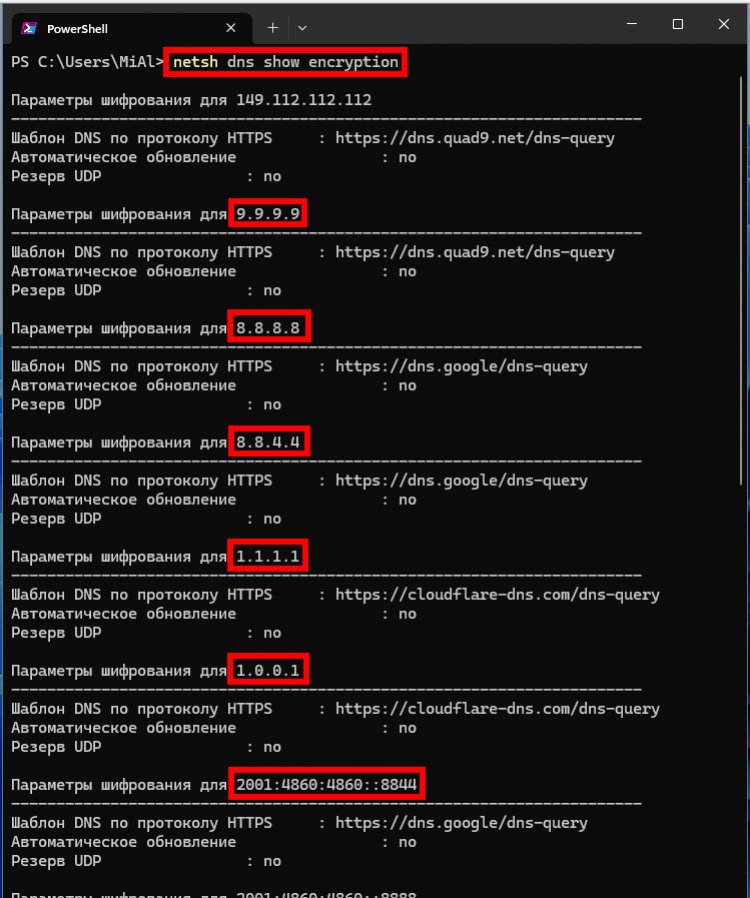 PowerShell
PS C:\Users\MiAl> netsh dns show encryption
Параметры шифрования для 149.112.112.112
----------------------------------------------------------------------
Шаблон DNS по протоколу HTTPS     : https://dns.quad9.net/dns-query
Автоматическое обновление                : no
Резерв UDP                : no
Параметры шифрования для 9.9.9.9
----------------------------------------------------------------------
Шаблон DNS по протоколу HTTPS     : https://dns.quad9.net/dns-query
Автоматическое обновление                : no
Резерв UDP                : no
Параметры шифрования для 8.8.8.8
----------------------------------------------------------------------
Шаблон DNS по протоколу HTTPS     : https://dns.google/dns-query
Автоматическое обновление                : no
Резерв UDP                : no
Параметры шифрования для 8.8.4.4
----------------------------------------------------------------------
Шаблон DNS по протоколу HTTPS     : https://dns.google/dns-query
Автоматическое обновление                : no
Резерв UDP                : no
Параметры шифрования для 1.1.1.1
----------------------------------------------------------------------
Шаблон DNS по протоколу HTTPS     : https://cloudflare-dns.com/dns-query
Автоматическое обновление                : no
Резерв UDP                : no
Параметры шифрования для 1.0.0.1
----------------------------------------------------------------------
Шаблон DNS по протоколу HTTPS     : https://cloudflare-dns.com/dns-query
Автоматическое обновление                : no
Резерв UDP                : no
Параметры шифрования для 2001:4860:4860::8844
----------------------------------------------------------------------
Шаблон DNS по протоколу HTTPS     : https://dns.google/dns-query
Автоматическое обновление                : no
Резерв UDP                : no
Параметры шифрования для 2001:4860:4860::8888